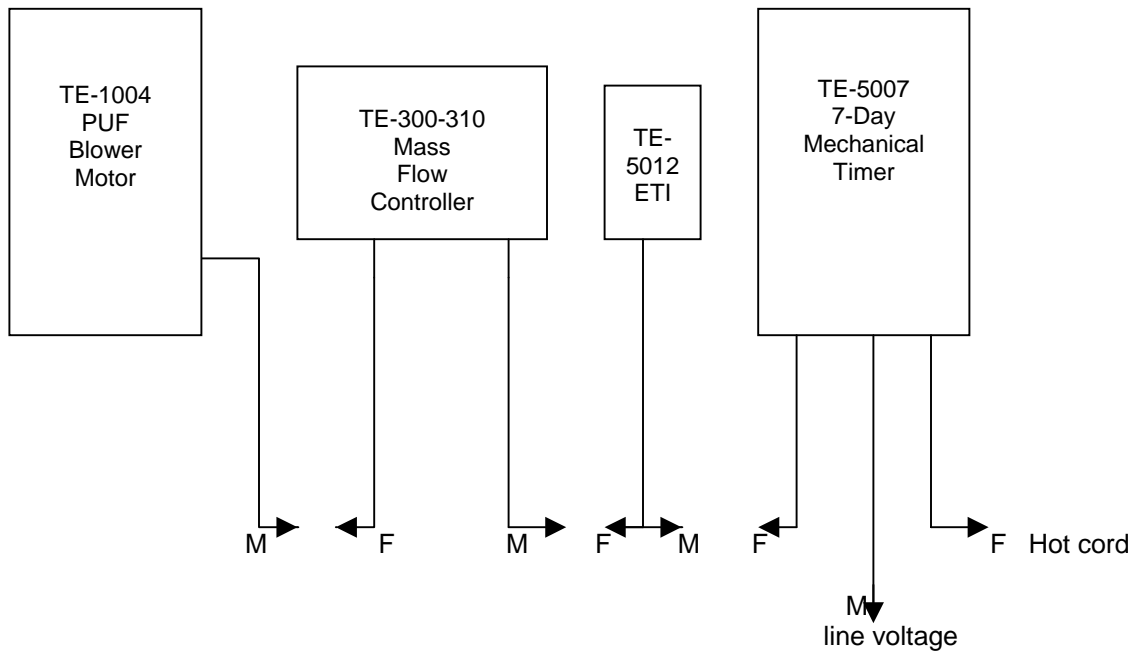 TE-1004
PUF
Blower
Motor
TE-300-310
Mass
Flow
Controller
TE-
5012
ETI
TE-5007
7-Day
Mechanical
Timer
M
F
M
F
M
F
F Hot cord
M
line voltage